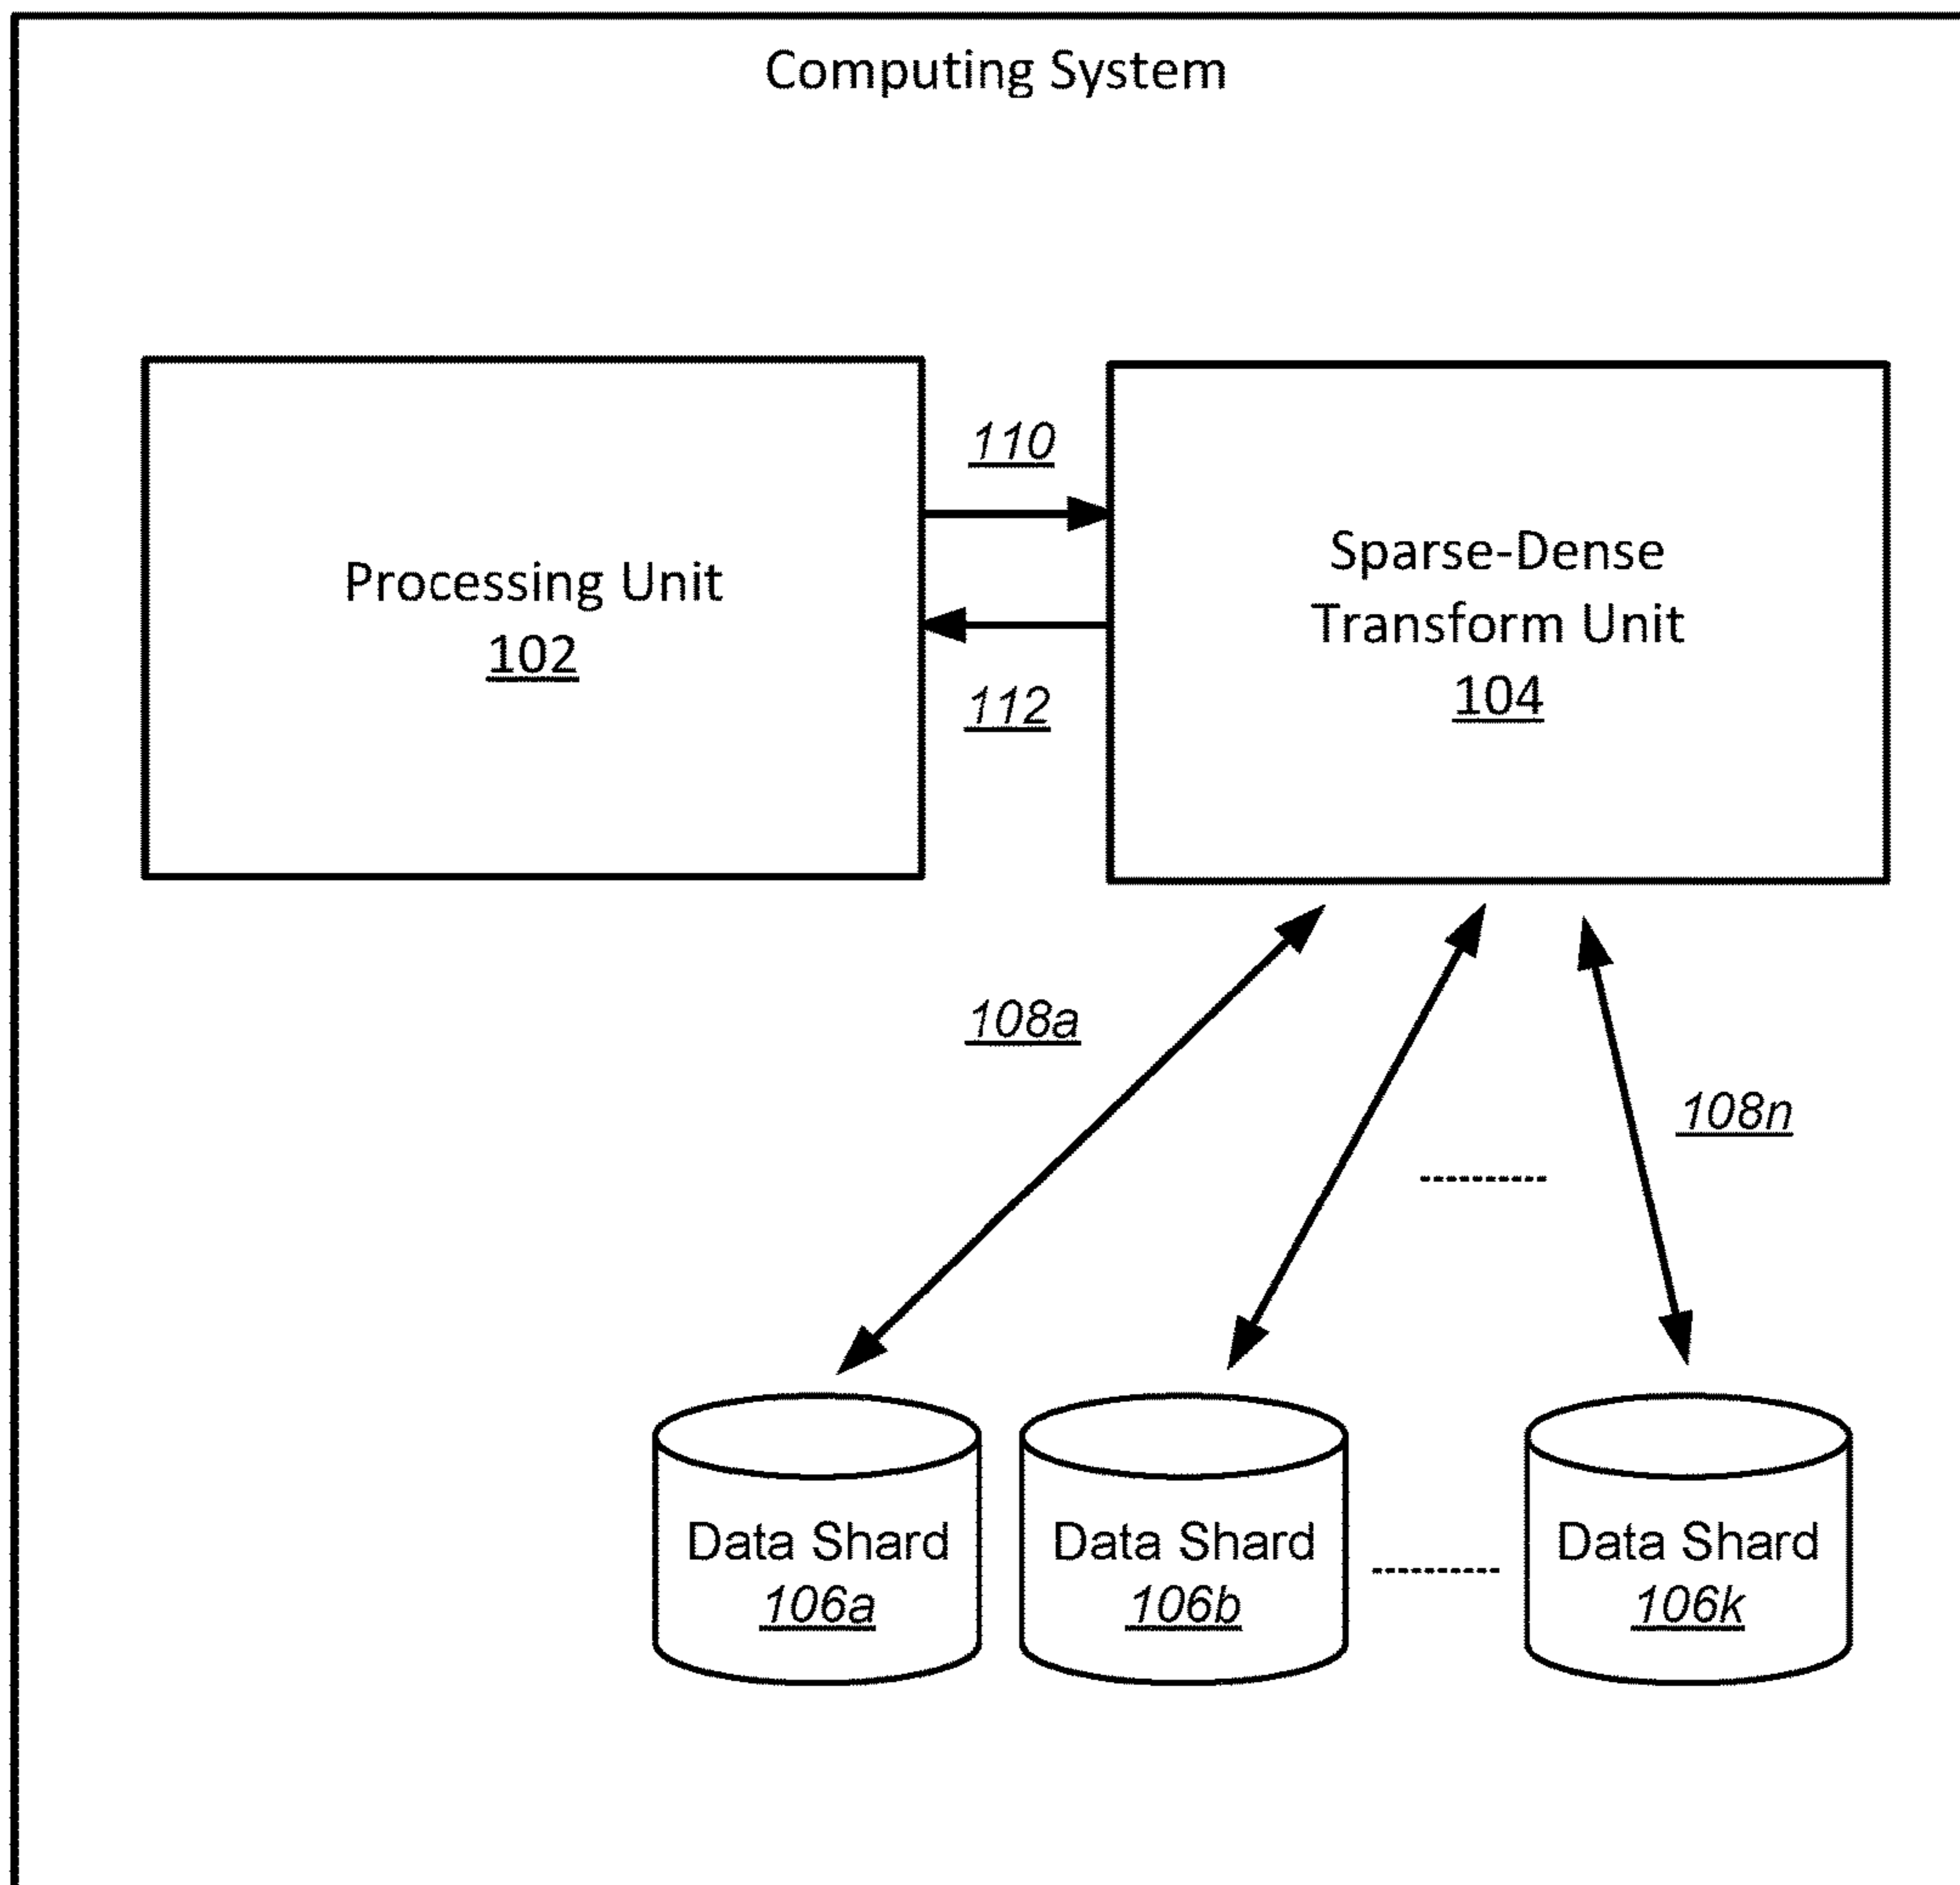 Computing System
110
Processing Unit
102
Sparse-Dense
Transform Unit
104
112
108a
108n
Data Shard
106a
Data Shard
106b
Data Shard
106k